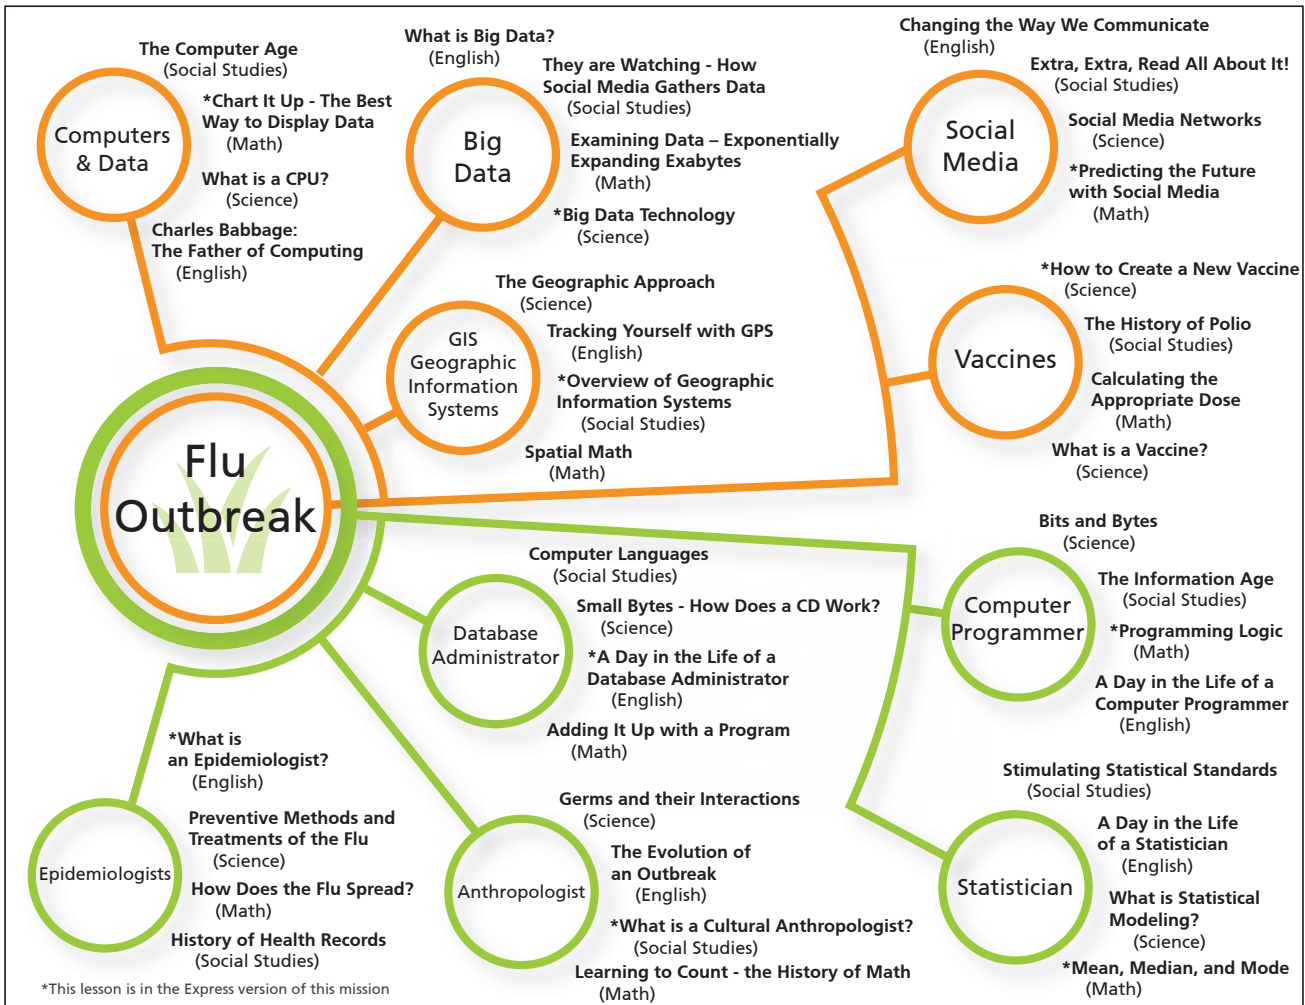 The Computer Age
(Social Studies)
*Chart It Up - The Best
Way to Display Data
(Math)
Computers
& Data
What is a CPU?
(Science)
Charles Babbage:
The Father of Computing
(English)
What is Big Data?
(English)
They are Watching - How
Social Media Gathers Data
(Social Studies)
Big
Data
Examining Data – Exponentially
Expanding Exabytes
(Math)
*Big Data Technology
(Science)
Changing the Way We Communicate
(English)
Extra, Extra, Read All About It!
(Social Studies)
Social
Media
Social Media Networks
(Science)
*Predicting the Future
with Social Media
(Math)
The Geographic Approach
(Science)
GIS
Geographic
Information
Systems
Tracking Yourself with GPS
(English)
*Overview of Geographic
Information Systems
(Social Studies)
Spatial Math
(Math)
*How to Create a New Vaccine
(Science)
Vaccines
The History of Polio
(Social Studies)
Calculating the
Appropriate Dose
(Math)
What is a Vaccine?
(Science)
Flu
Outbreak
Computer Languages
(Social Studies)
Small Bytes - How Does a CD Work?
(Science)
Database
Administrator
*A Day in the Life of a
Database Administrator
(English)
Adding It Up with a Program
(Math)
Bits and Bytes
(Science)
Computer
Programmer
The Information Age
(Social Studies)
*Programming Logic
(Math)
A Day in the Life of a
Computer Programmer
(English)
*What is
an Epidemiologist?
(English)
Preventive Methods and
Treatments of the Flu
(Science)
Epidemiologists
How Does the Flu Spread?
(Math)
History of Health Records
(Social Studies)
Germs and their Interactions
(Science)
The Evolution of
an Outbreak
(English)
Anthropologist
*What is a Cultural Anthropologist?
(Social Studies)
Learning to Count - the History of Math
(Math)
Stimulating Statistical Standards
(Social Studies)
A Day in the Life
of a Statistician
(English)
Statistician
What is Statistical
Modeling?
(Science)
*Mean, Median, and Mode
(Math)
*This lesson is in the Express version of this mission